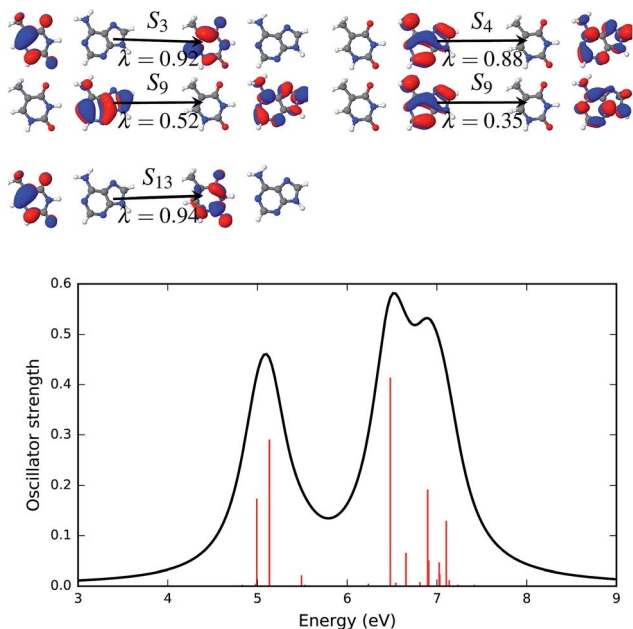 S₃ S₄
λ = 0.92 λ = 0.88
S₉ S₉
λ = 0.52 λ = 0.35
S₁₃
λ = 0.94
0.6
0.5
0.4
0.3
0.2
0.1
0.0
Oscillator strength
3 4 5 6 7 8 9
Energy (eV)